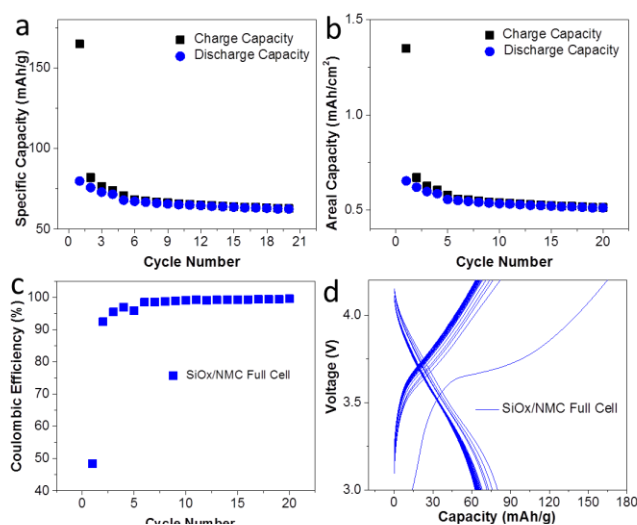 a
Specific Capacity (mAh/g)
150
100
50
Charge Capacity
Discharge Capacity
0 3 6 9 12 15 18 21
Cycle Number
b
Areal Capacity (mAh/cm²)
1.5
1.0
0.5
Charge Capacity
Discharge Capacity
0 5 10 15 20
Cycle Number
c
Coulombic Efficiency (%)
100
90
80
70
60
50
40
SiOx/NMC Full Cell
0 5 10 15 20
Cycle Number
d
Voltage (V)
4.0
3.5
3.0
SiOx/NMC Full Cell
0 30 60 90 120 150 180
Capacity (mAh/g)